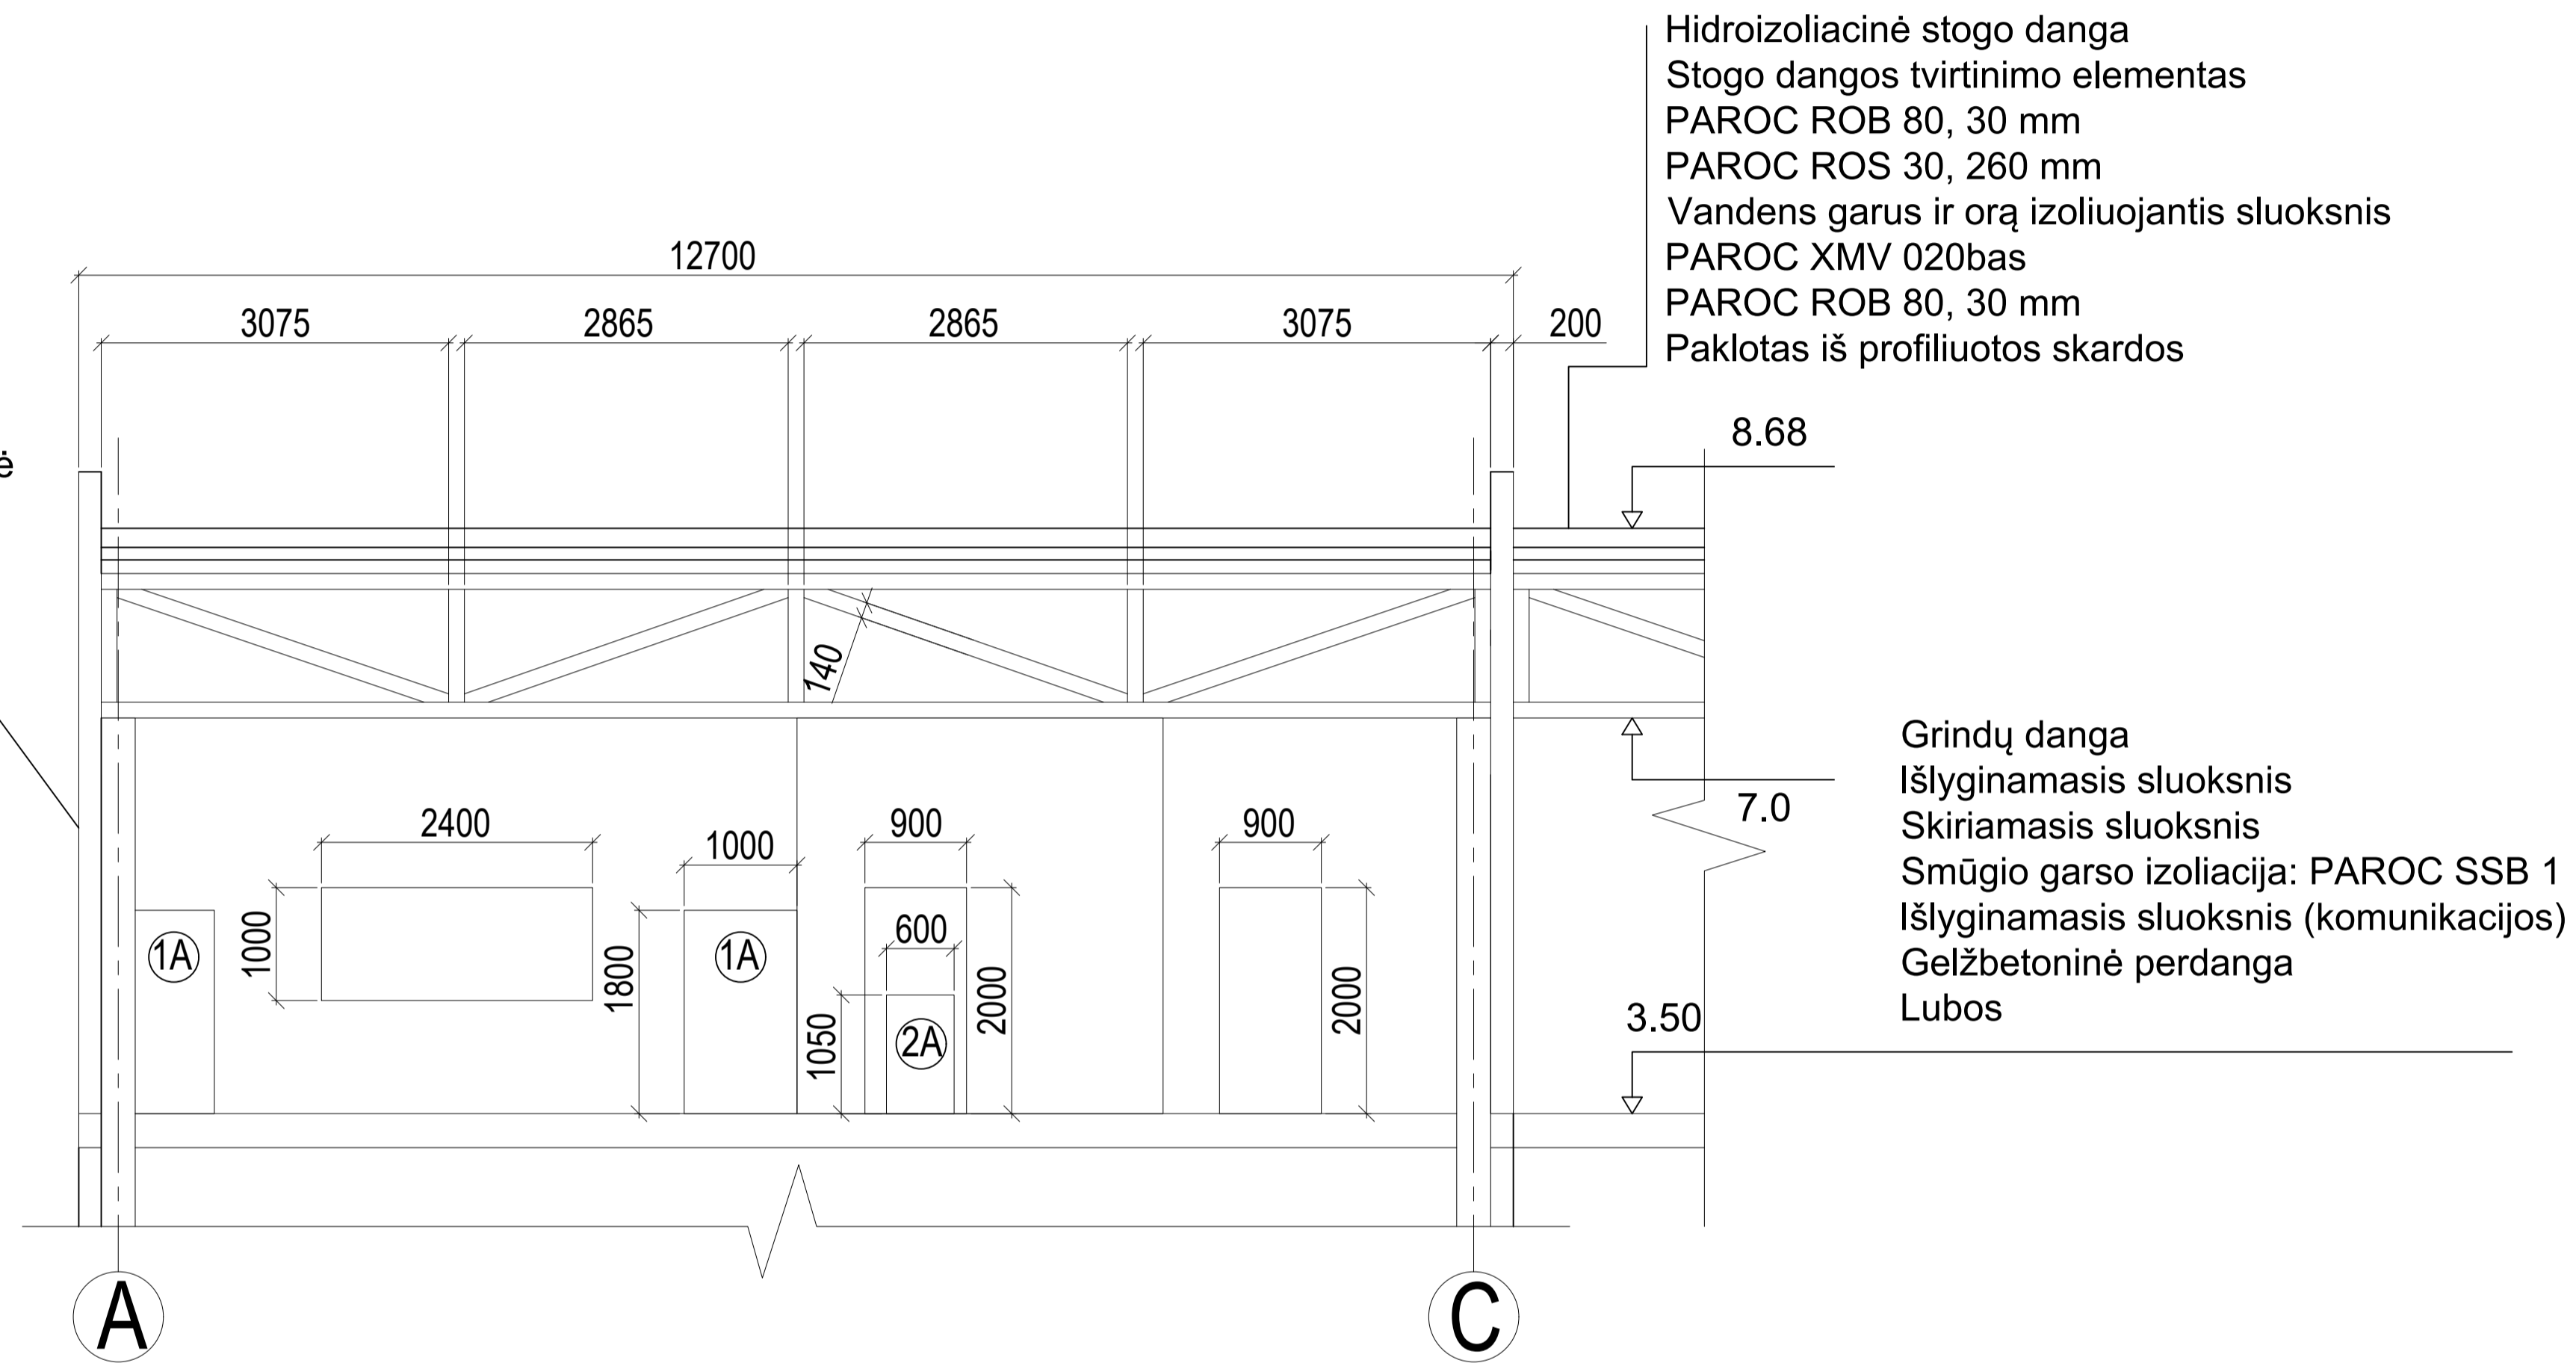 Hidroizoliacinė stogo danga
Stogo dangos tvirtinimo elementas
PAROC ROB 80, 30 mm
PAROC ROS 30, 260 mm
Vandens garus ir orą izoliuojantis sluoksnis
PAROC XMV 020bas
PAROC ROB 80, 30 mm
Paklotas iš profiliuotos skardos
12700
3075 2865 2865 3075 200
8.68
ė
140
7.0
Grindų danga
Išlyginamasis sluoksnis
Skiriamasis sluoksnis
Smūgio garso izoliacija: PAROC SSB 1
Išlyginamasis sluoksnis (komunikacijos)
Gelžbetoninė perdanga
Lubos
3.50
2400 1000 900 900
1A 1000 1800 1A 600 1050 2A 2000 2000
A C